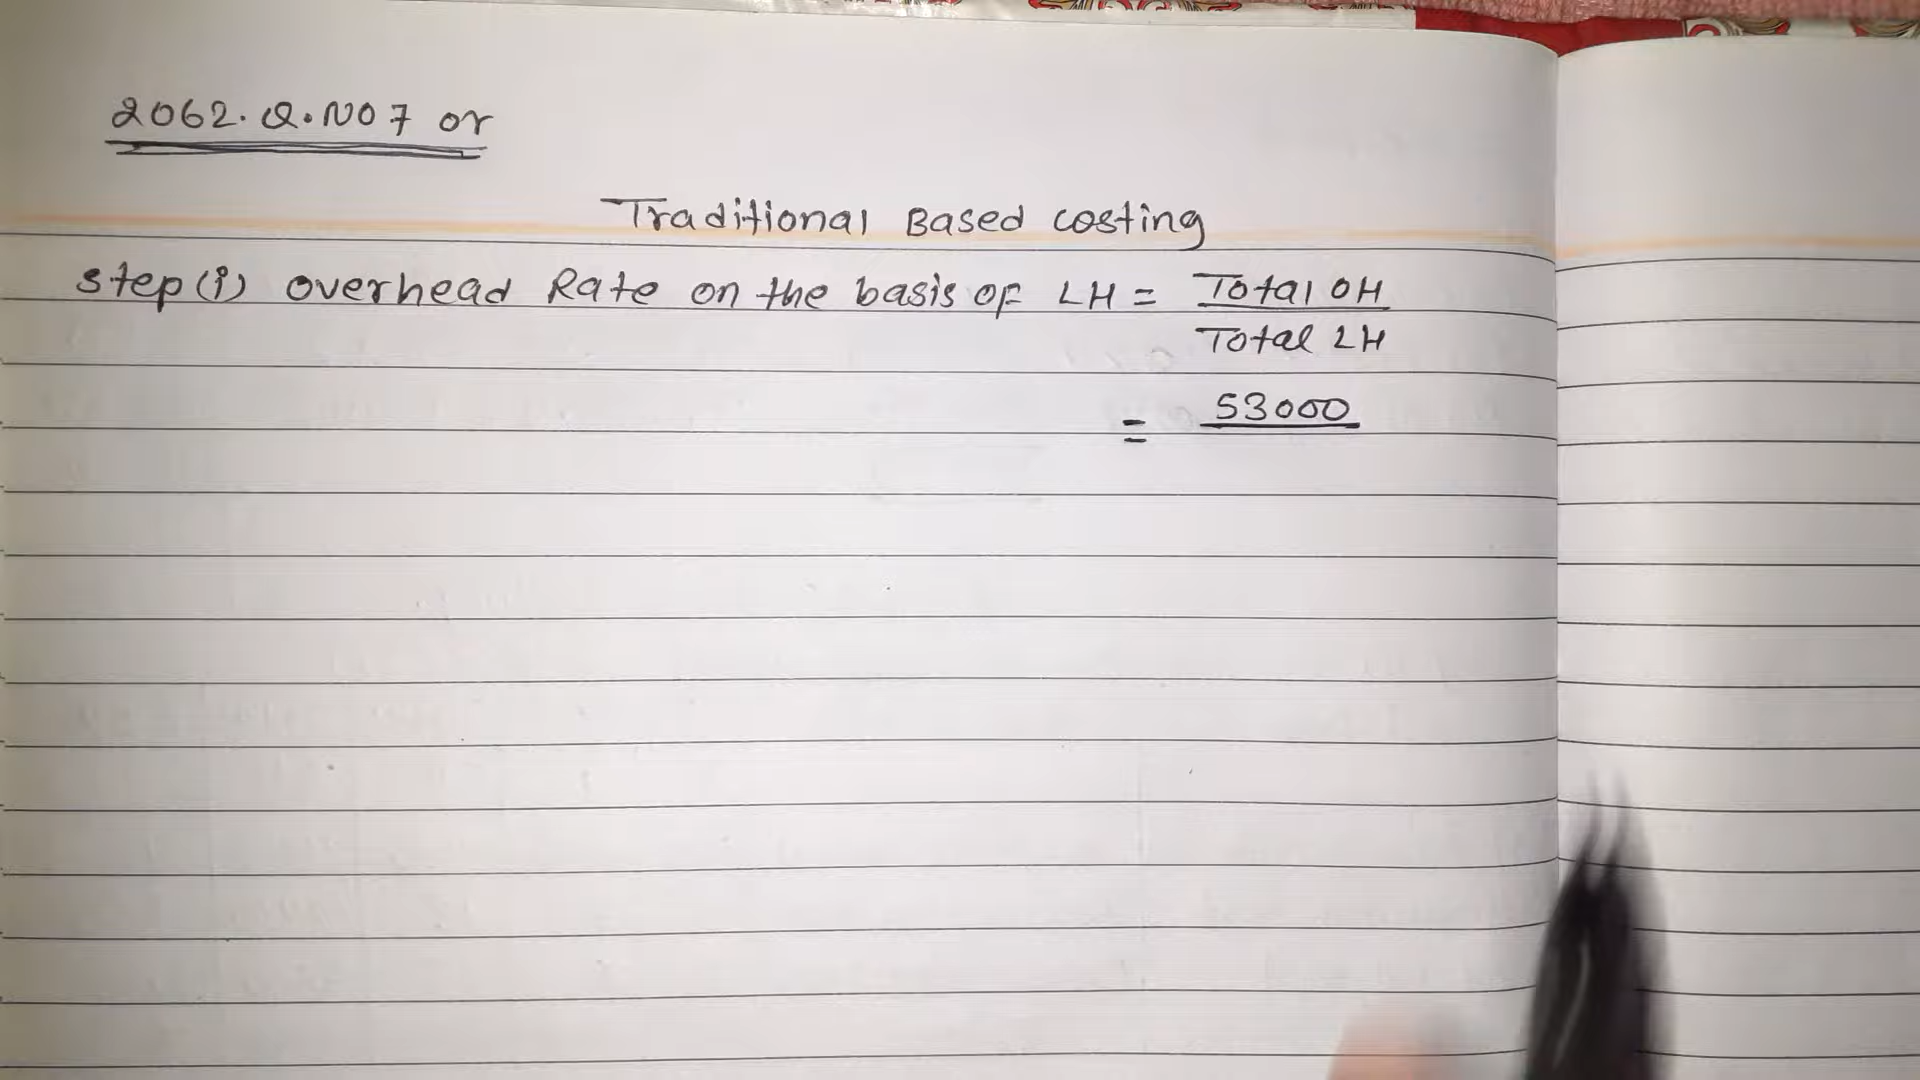 2062. Q.NO 7 or
Traditional Based costing
step (i) overhead Rate on the basis of LH = Total OH
Total LH
= 53000